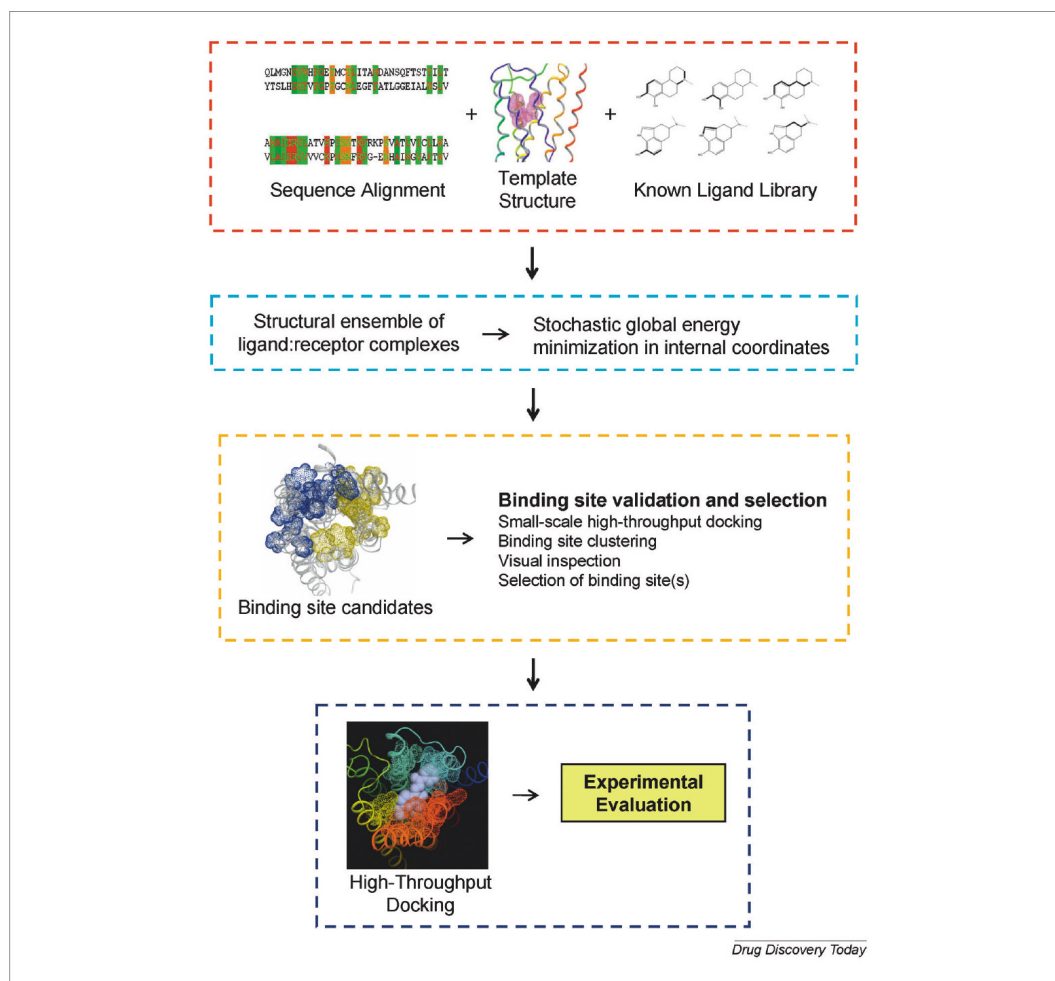 Sequence Alignment
+
Template
Structure
+
Known Ligand Library
Structural ensemble of
ligand:receptor complexes
Stochastic global energy
minimization in internal coordinates
Binding site candidates
Binding site validation and selection
Small-scale high-throughput docking
Binding site clustering
Visual inspection
Selection of binding site(s)
High-Throughput
Docking
Experimental
Evaluation
Drug Discovery Today